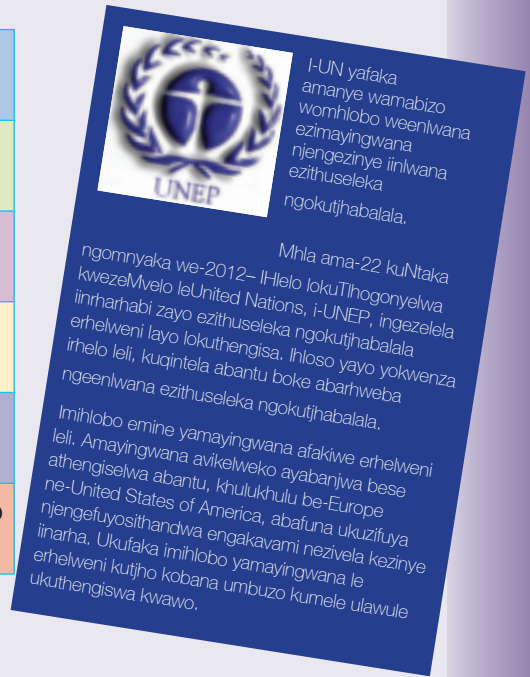 I-UN yafaka
amanye wamabizo
womhlobo weenlwana
ezimayingwana
njengezinye iinlwana
ezithuseleka
ngokutjhabalala.
UNEP
Mhla ama-22 kuNtaka
ngomnyaka we-2012– IHlelo lokuTlhogonyelwa
kwezeMvelo leUnited Nations, i-UNEP, ingezelela
iinrharhabi zayo ezithuseleka ngokutjhabalala
erhelweni layo lokuthengisa. Ihloso yayo yokwenza
irhelo leli, kuqintela abantu boke abarhweba
ngeenlwana ezithuseleka ngokutjhabalala.
Imihlobo emine yamayingwana afakiwe erhelweni
leli. Amayingwana avikelweko ayabanjwa bese
athengiselwa abantu, khulukhulu be-Europe
ne-United States of America, abafuna ukuzifuya
njengefuyosithandwa engakavami nezivela kezinye
iinarha. Ukufaka imihlobo yamayingwana le
erhelweni kutjho kobana umbuzo kumele ulawule
ukuthengiswa kwawo.